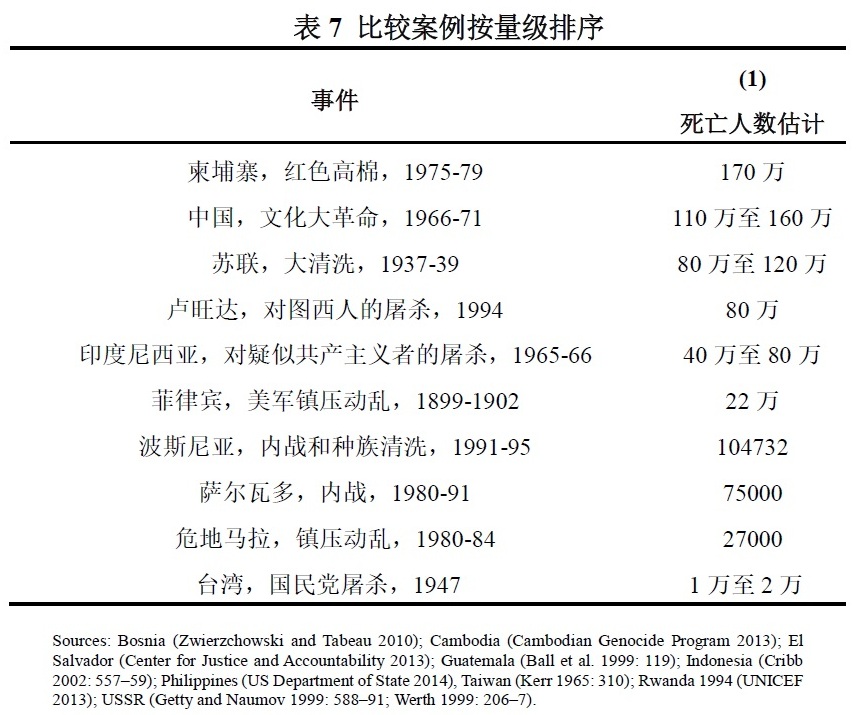 表 7 比较案例按量级排序
(1)
事件
死亡人数估计
柬埔寨，红色高棉，1975-79 170 万
中国，文化大革命，1966-71 110 万至 160 万
苏联，大清洗，1937-39 80 万至 120 万
卢旺达，对图西人的屠杀，1994 80 万
印度尼西亚，对疑似共产主义者的屠杀，1965-66 40 万至 80 万
菲律宾，美军镇压动乱，1899-1902 22 万
波斯尼亚，内战和种族清洗，1991-95 104732
萨尔瓦多，内战，1980-91 75000
危地马拉，镇压动乱，1980-84 27000
台湾，国民党屠杀，1947 1 万至 2 万
Sources: Bosnia (Zwierzchowski and Tabeau 2010); Cambodia (Cambodian Genocide Program 2013); El
Salvador (Center for Justice and Accountability 2013); Guatemala (Ball et al. 1999: 119); Indonesia (Cribb
2002: 557–59); Philippines (US Department of State 2014), Taiwan (Kerr 1965: 310); Rwanda 1994 (UNICEF
2013); USSR (Getty and Naumov 1999: 588–91; Werth 1999: 206–7).